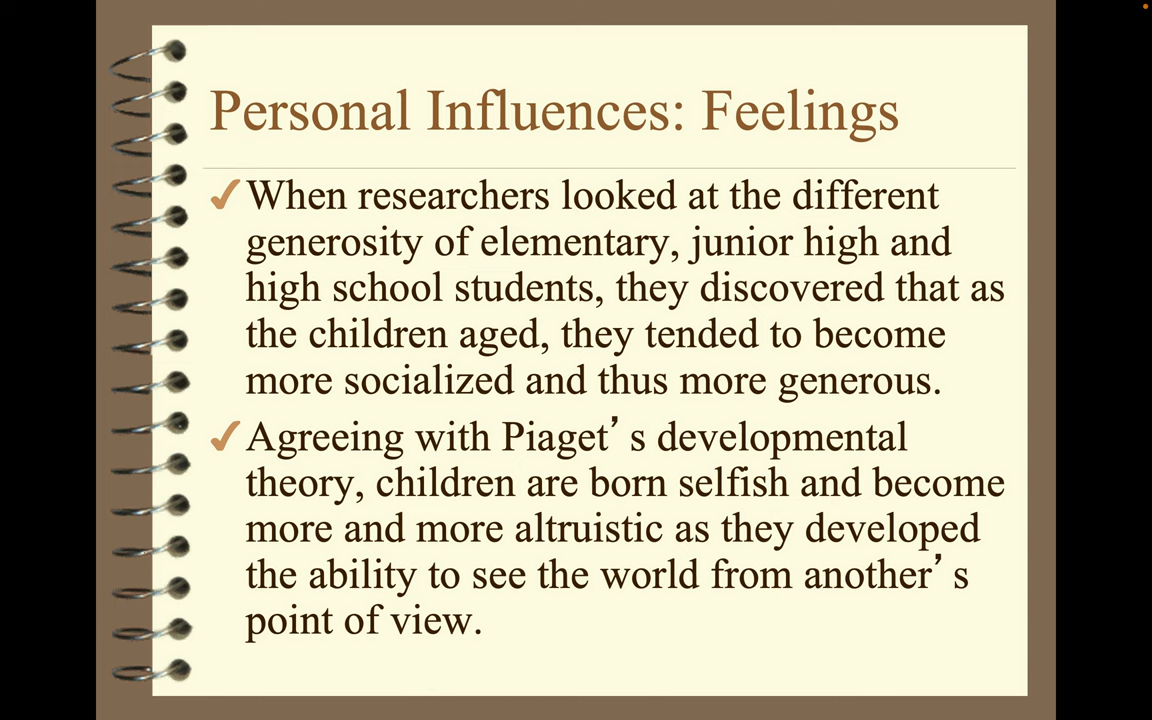 Personal Influences: Feelings
✓When researchers looked at the different
generosity of elementary, junior high and
high school students, they discovered that as
the children aged, they tended to become
more socialized and thus more generous.
✓Agreeing with Piaget’s developmental
theory, children are born selfish and become
more and more altruistic as they developed
the ability to see the world from another’s
point of view.